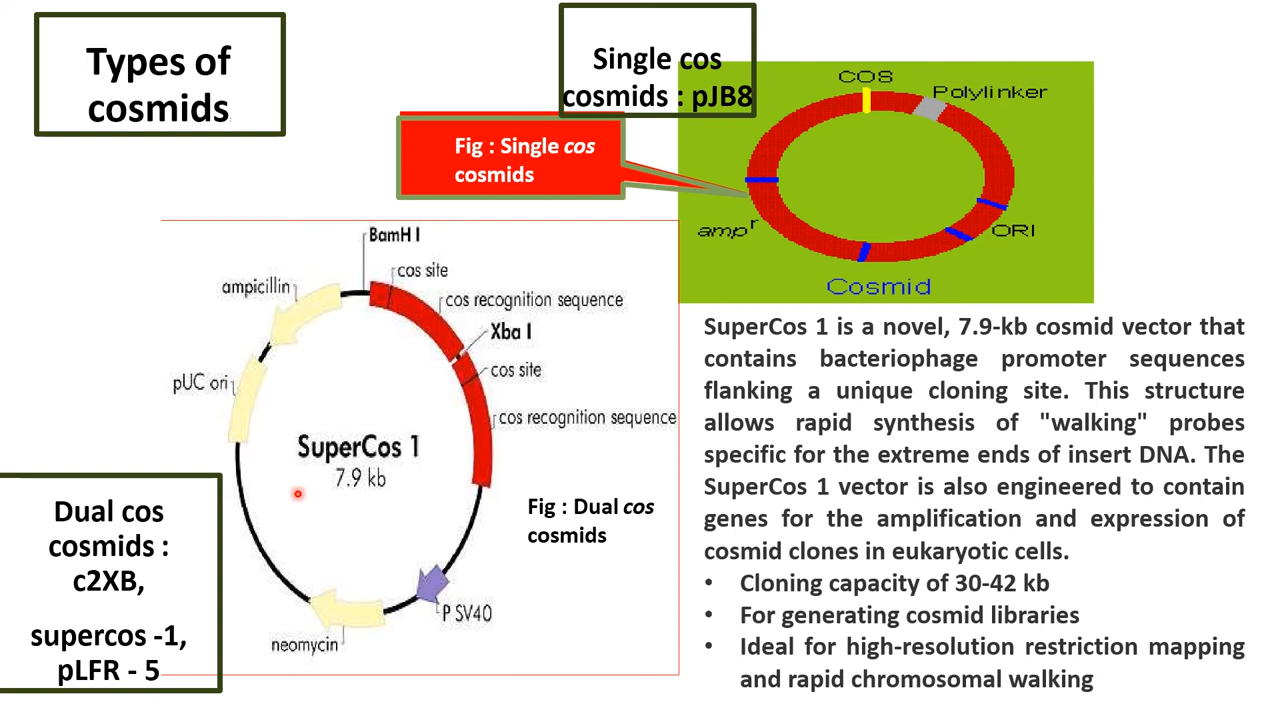 Types of
cosmids
Single cos
cosmids : pJB8
Fig : Single cos
cosmids
COS
Polylinker
amp^r
ORI
Cosmid
BamH I
cos site
ampicillin
cos recognition sequence
Xba I
cos site
pUC ori
cos recognition sequence
SuperCos 1
7.9 kb
P SV40
neomycin
Fig : Dual cos
cosmids
Dual cos
cosmids :
c2XB,
supercos -1,
pLFR - 5
SuperCos 1 is a novel, 7.9-kb cosmid vector that
contains bacteriophage promoter sequences
flanking a unique cloning site. This structure
allows rapid synthesis of "walking" probes
specific for the extreme ends of insert DNA. The
SuperCos 1 vector is also engineered to contain
genes for the amplification and expression of
cosmid clones in eukaryotic cells.
• Cloning capacity of 30-42 kb
• For generating cosmid libraries
• Ideal for high-resolution restriction mapping
and rapid chromosomal walking